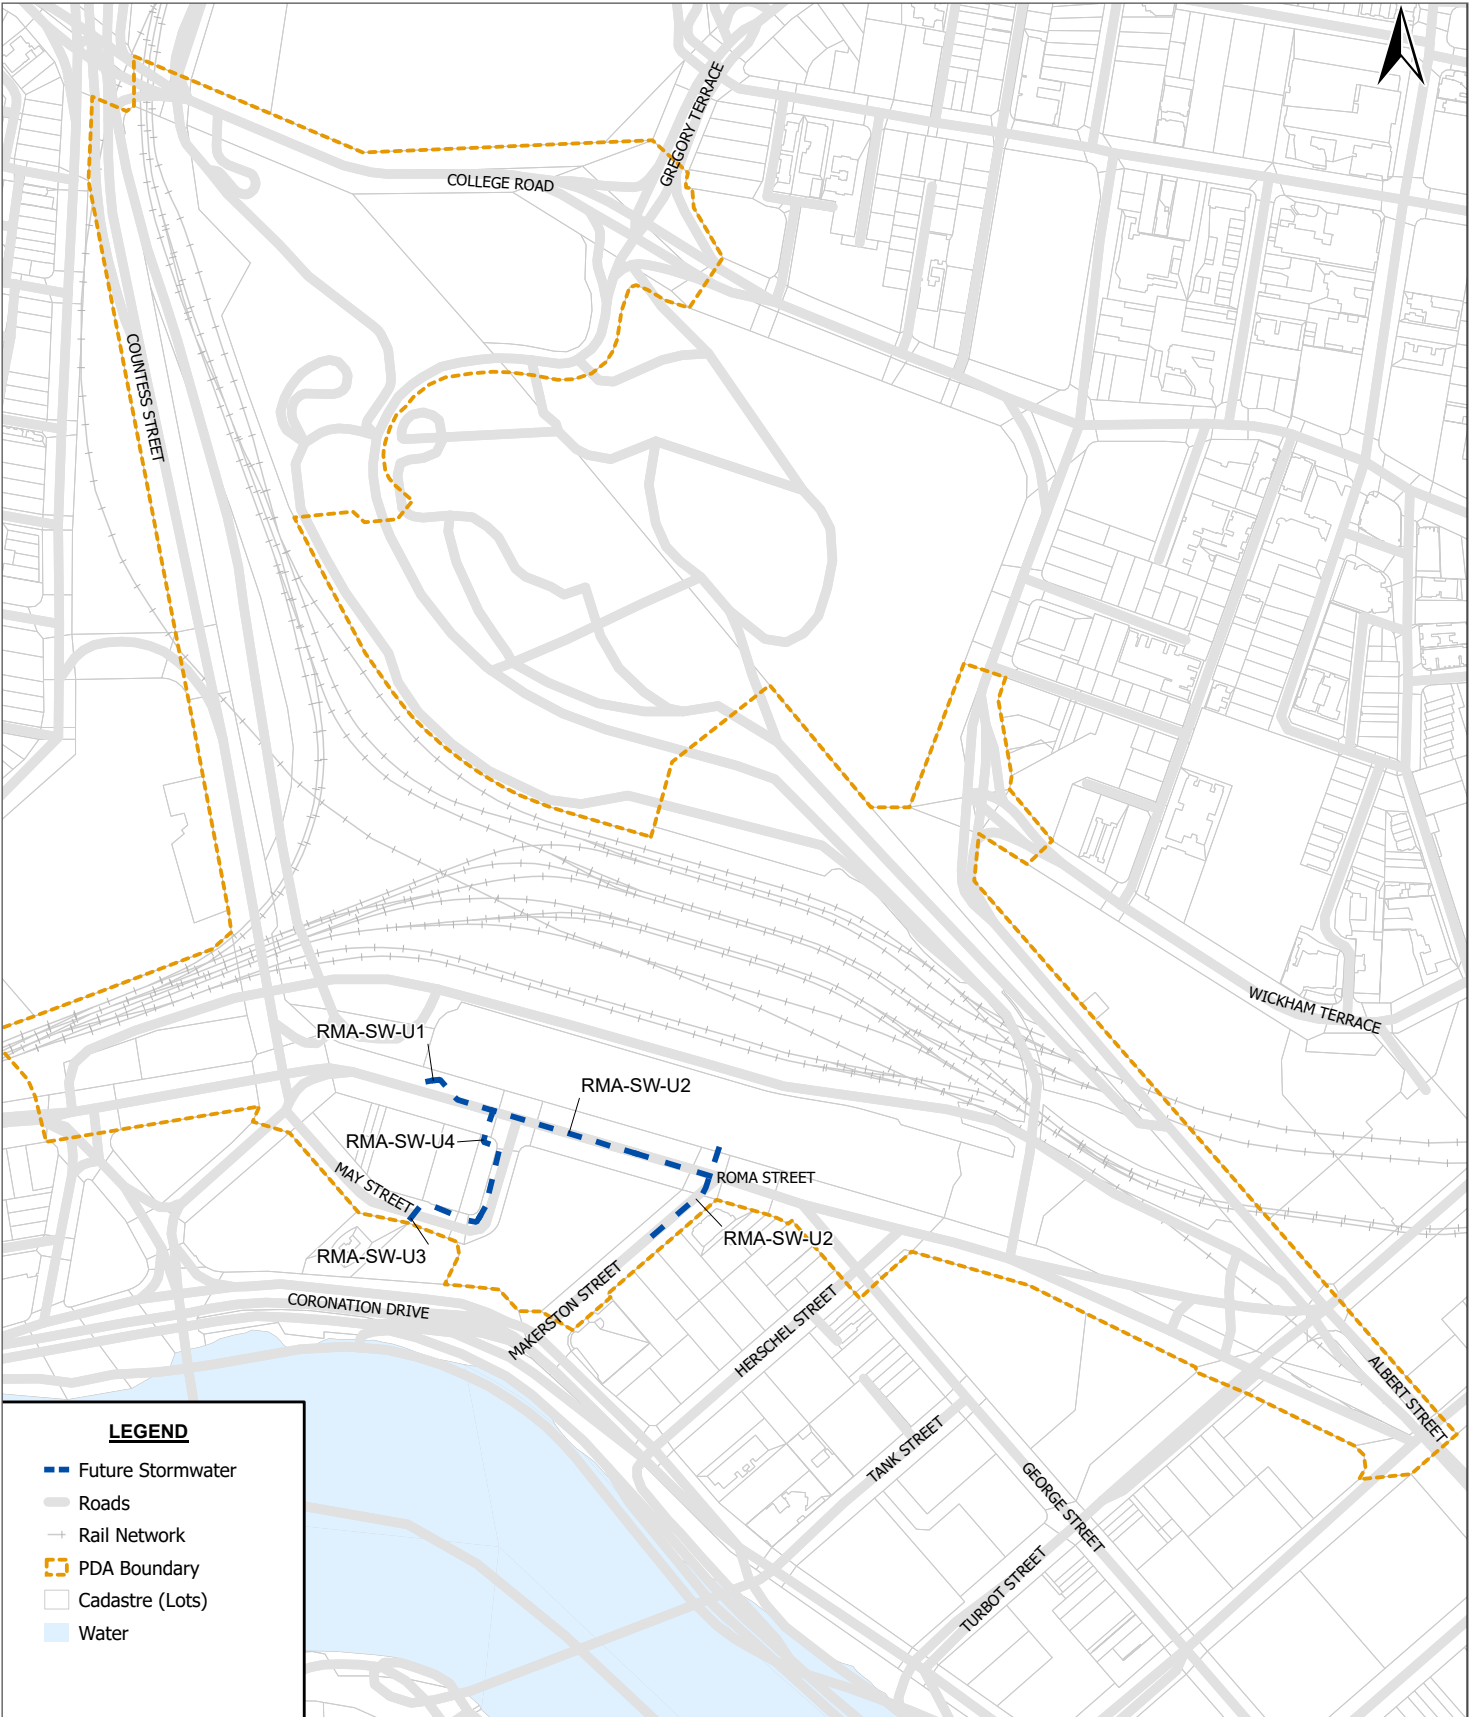 GREGORY TERRACE
COLLEGE ROAD
COUNTESS STREET
WICKHAM TERRACE
RMA-SW-U1
RMA-SW-U2
RMA-SW-U4
ROMA STREET
MAY STREET
RMA-SW-U2
RMA-SW-U3
CORONATION DRIVE
MAKERSTON STREET
HERSCHEL STREET
ALBERT STREET
TANK STREET
GEORGE STREET
TURBOT STREET
LEGEND
Future Stormwater
Roads
Rail Network
PDA Boundary
Cadastre (Lots)
Water